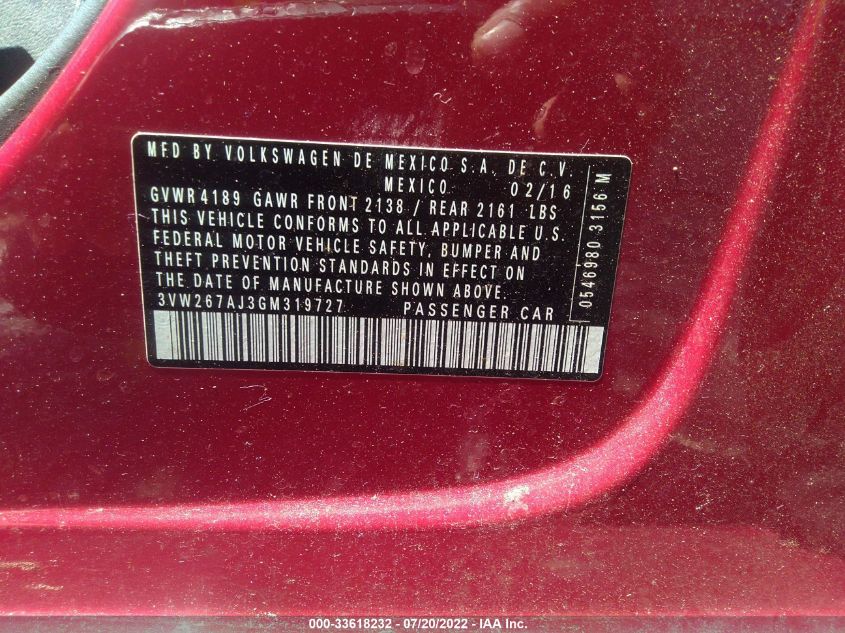 MFD BY VOLKSWAGEN DE MEXICO S.A. DE C.V.
MEXICO 02/16
GVWR 4189 GAWR FRONT 2138 / REAR 2161 LBS
THIS VEHICLE CONFORMS TO ALL APPLICABLE U.S.
FEDERAL MOTOR VEHICLE SAFETY, BUMPER AND
THEFT PREVENTION STANDARDS IN EFFECT ON
THE DATE OF MANUFACTURE SHOWN ABOVE.
3VW267AJ3GM319727 PASSENGER CAR
0546980 3156 M
000-33618232 - 07/20/2022 - IAA Inc.